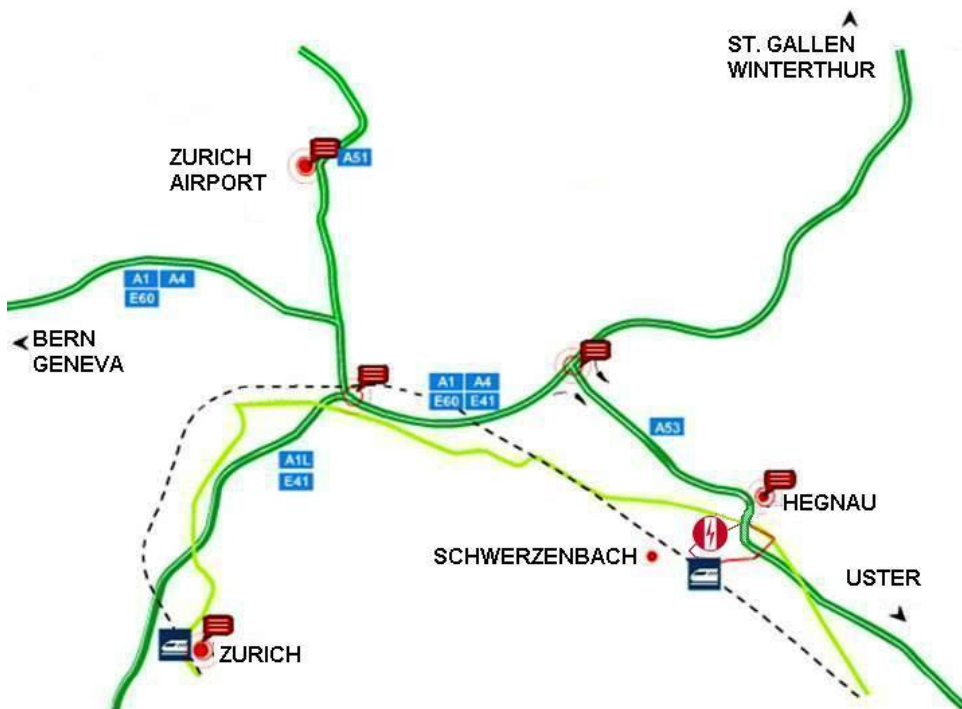 ST. GALLEN
WINTERTHUR
ZURICH
AIRPORT
A51
A1 A4
E60
BERN
GENEVA
A1 A4
E60 E41
A53
A1L
E41
HEGNAU
SCHWERZENBACH
USTER
ZURICH